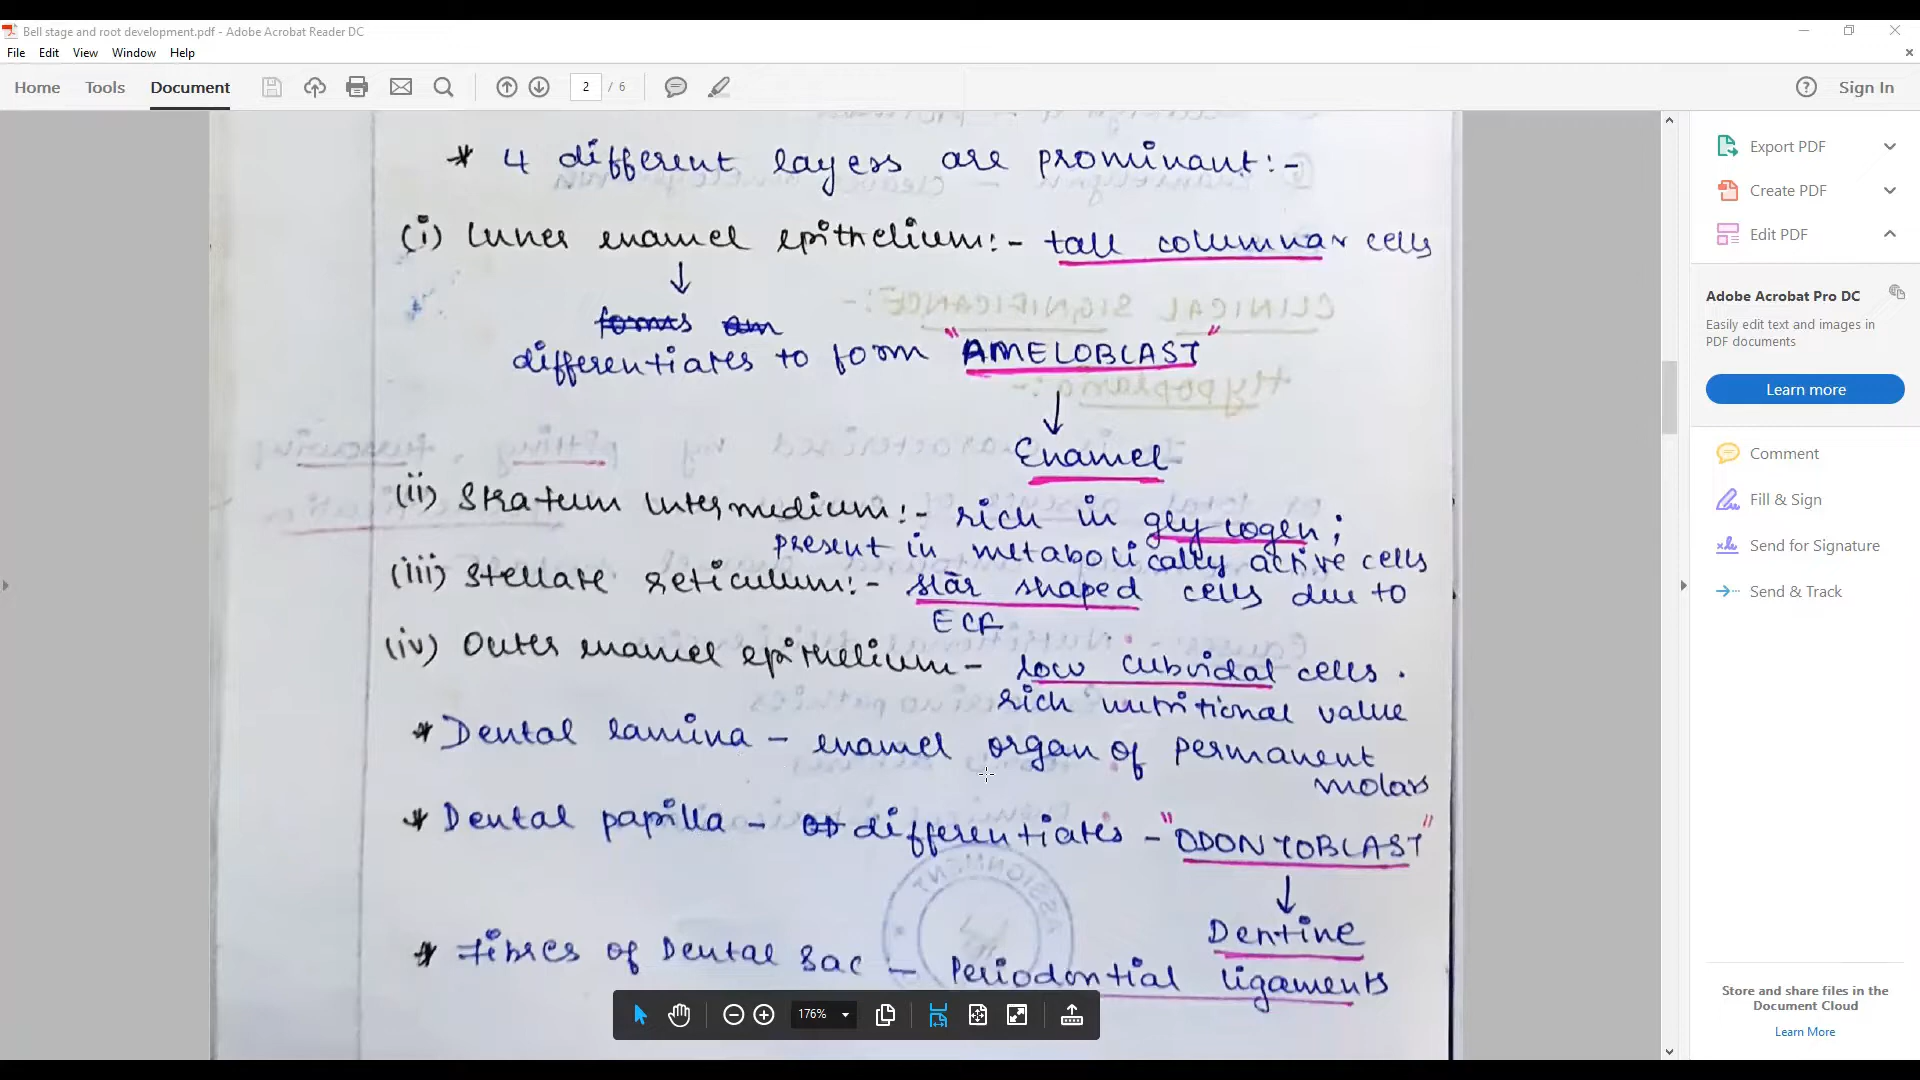 Bell stage and root development.pdf - Adobe Acrobat Reader DC
File Edit View Window Help
Home Tools Document 2 / 6 Sign In
* 4 different layers are prominant:-
(i) Inner enamel epithelium:- tall columnar cells
forms am
differentiates to form "AMELOBLAST"
Enamel
(ii) Stratum Intermedium:- rich in glycogen;
present in metabolically active cells
(iii) Stellate reticulum:- star shaped cells due to
ECF
(iv) Outer enamel epithelium- low cuboidal cells.
rich nutritional value
* Dental lamina - enamel organ of permanent
molars
* Dental papilla - differentiates - "ODONTOBLAST"
Dentine
* Fibres of Dental Sac - Periodontial ligaments
176%
Export PDF
Create PDF
Edit PDF
Adobe Acrobat Pro DC
Easily edit text and images in
PDF documents
Learn more
Comment
Fill & Sign
Send for Signature
Send & Track
Store and share files in the
Document Cloud
Learn More